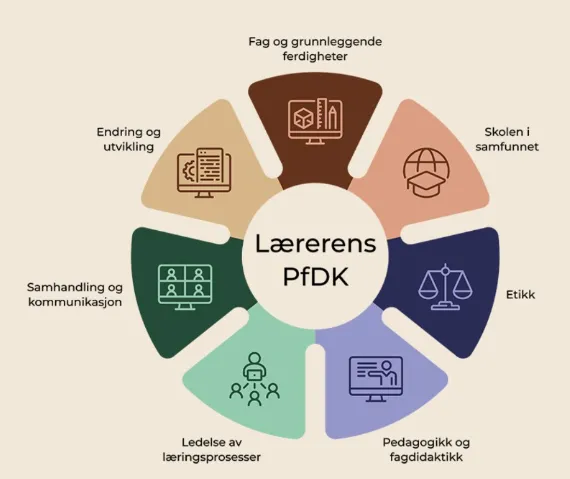 Fag og grunnleggende
ferdigheter
Skolen i
samfunnet
Etikk
Pedagogikk og
fagdidaktikk
Ledelse av
læringsprosesser
Samhandling og
kommunikasjon
Endring og
utvikling
Lærerens
PfDK